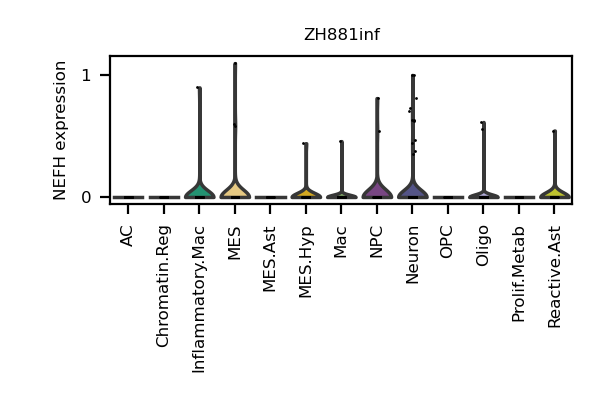 ZH881inf
NEFH expression
1
0
AC
Chromatin.Reg
Inflammatory.Mac
MES
MES.Ast
MES.Hyp
Mac
NPC
Neuron
OPC
Oligo
Prolif.Metab
Reactive.Ast